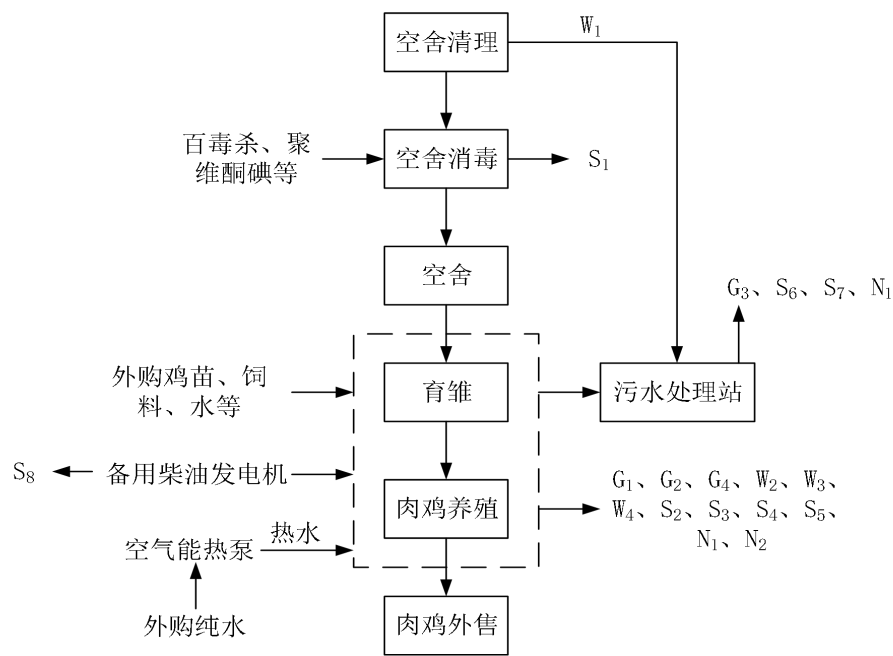 空舍清理
W₁
百毒杀、聚
维酮碘等
空舍消毒
S₁
空舍
G₃、S₆、S₇、N₁
外购鸡苗、饲
料、水等
育雏
污水处理站
S₈
备用柴油发电机
肉鸡养殖
G₁、G₂、G₄、W₂、W₃、
W₄、S₂、S₃、S₄、S₅、
N₁、N₂
空气能热泵
热水
外购纯水
肉鸡外售